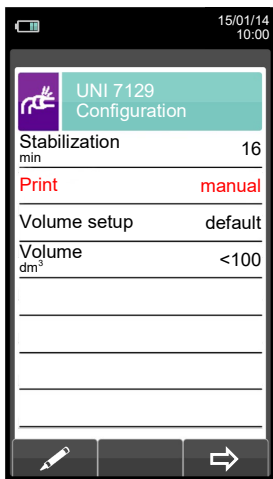 15/01/14
10:00
UNI 7129
Configuration
Stabilization
min
16
Print manual
Volume setup default
Volume
dm³
<100